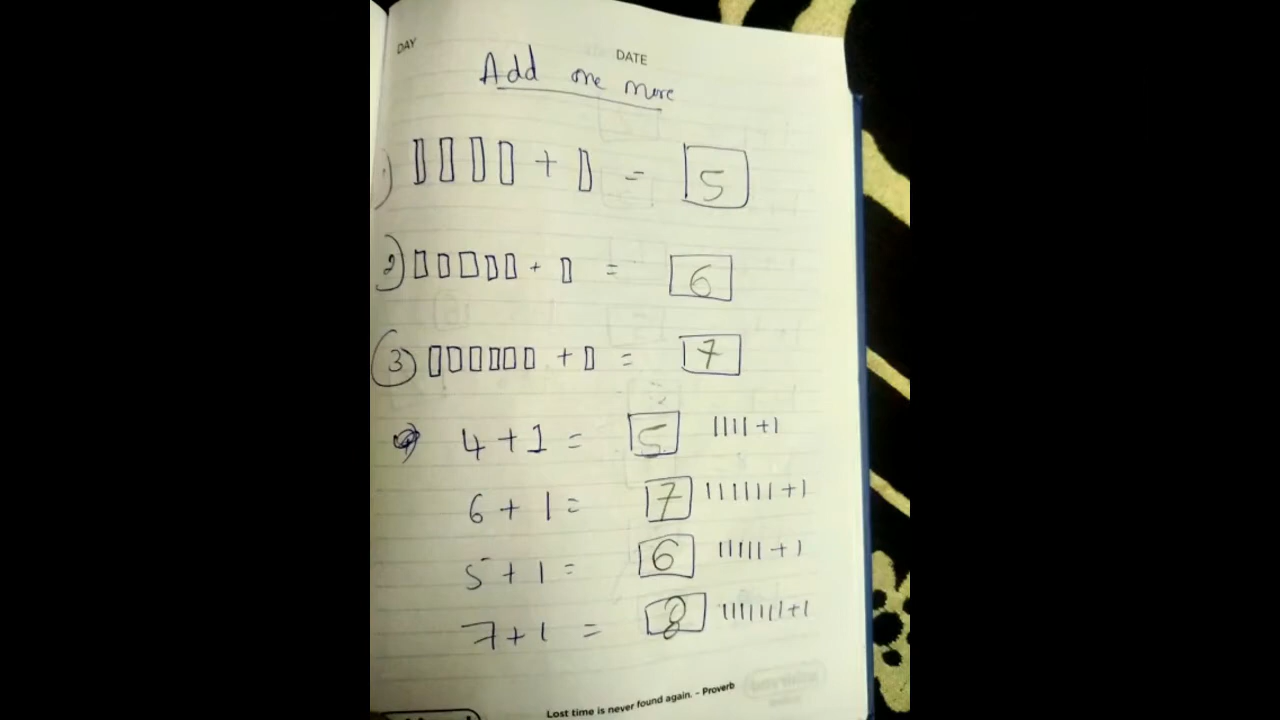 DAY
DATE
Add one more
1) + = 5
2) + = 6
3) + = 7
4 + 1 = 5 |||| + 1
6 + 1 = 7 |||||| + 1
5 + 1 = 6 ||||| + 1
7 + 1 = 8 ||||||| + 1
Lost time is never found again. - Proverb